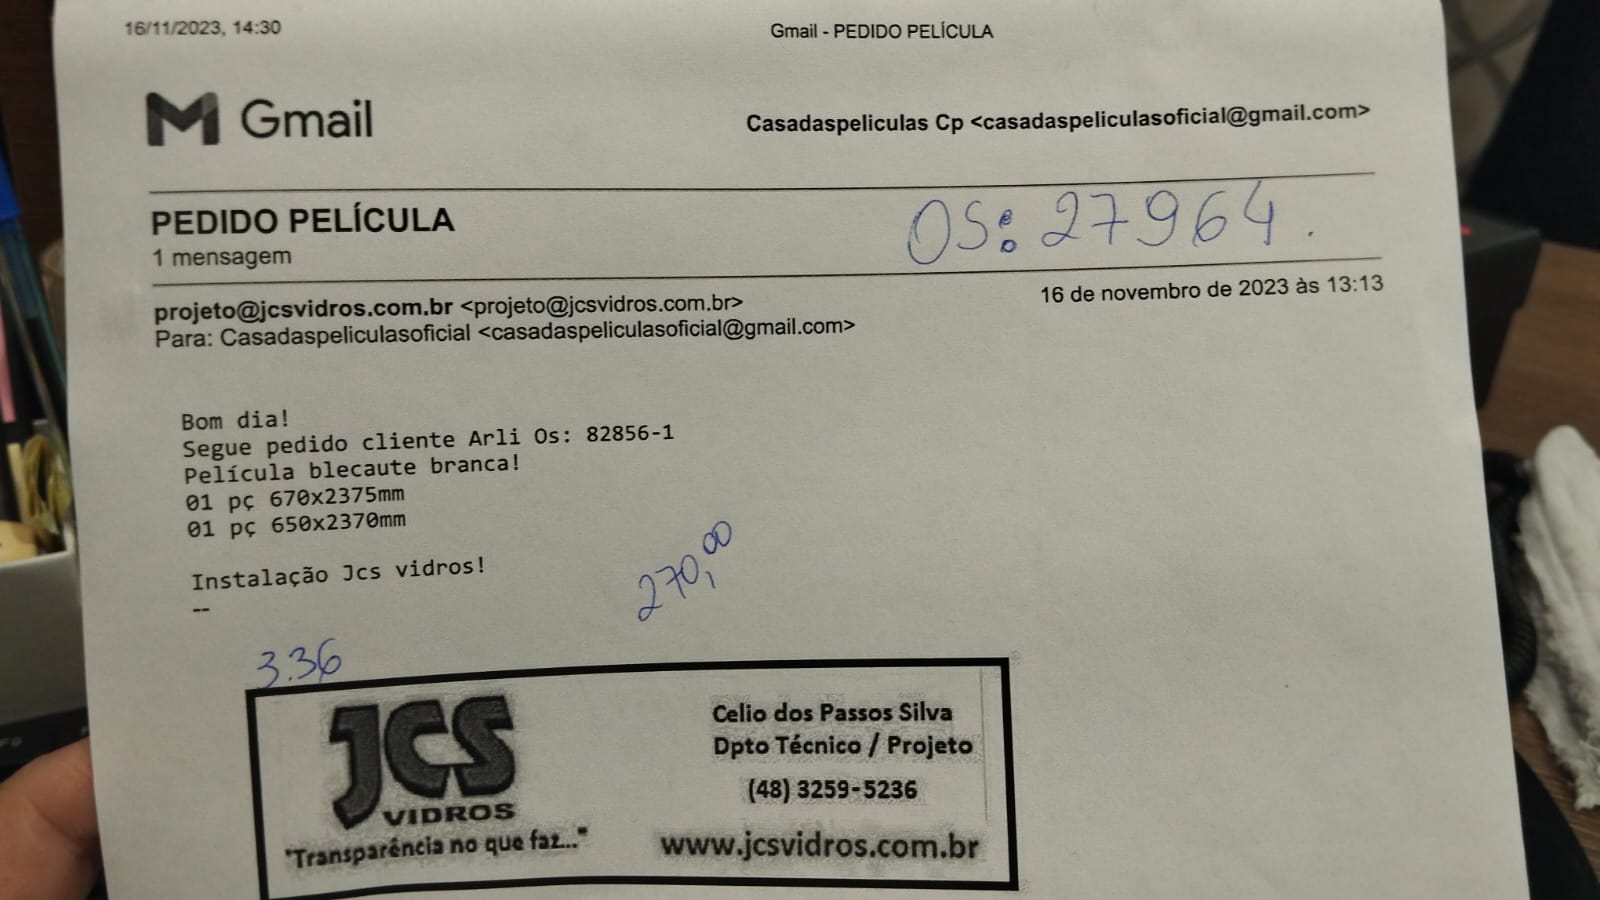 16/11/2023, 14:30
Gmail - PEDIDO PELÍCULA
Gmail
Casadaspeliculas Cp <casadaspeliculasoficial@gmail.com>
PEDIDO PELÍCULA
OS: 27964.
1 mensagem
projeto@jcsvidros.com.br <projeto@jcsvidros.com.br>
16 de novembro de 2023 às 13:13
Para: Casadaspeliculasoficial <casadaspeliculasoficial@gmail.com>
Bom dia!
Segue pedido cliente Arli Os: 82856-1
Película blecaute branca!
01 pç 670x2375mm
01 pç 650x2370mm
270,00
Instalação Jcs vidros!
--
3.36
JCS
VIDROS
"Transparência no que faz..."
Celio dos Passos Silva
Dpto Técnico / Projeto
(48) 3259-5236
www.jcsvidros.com.br